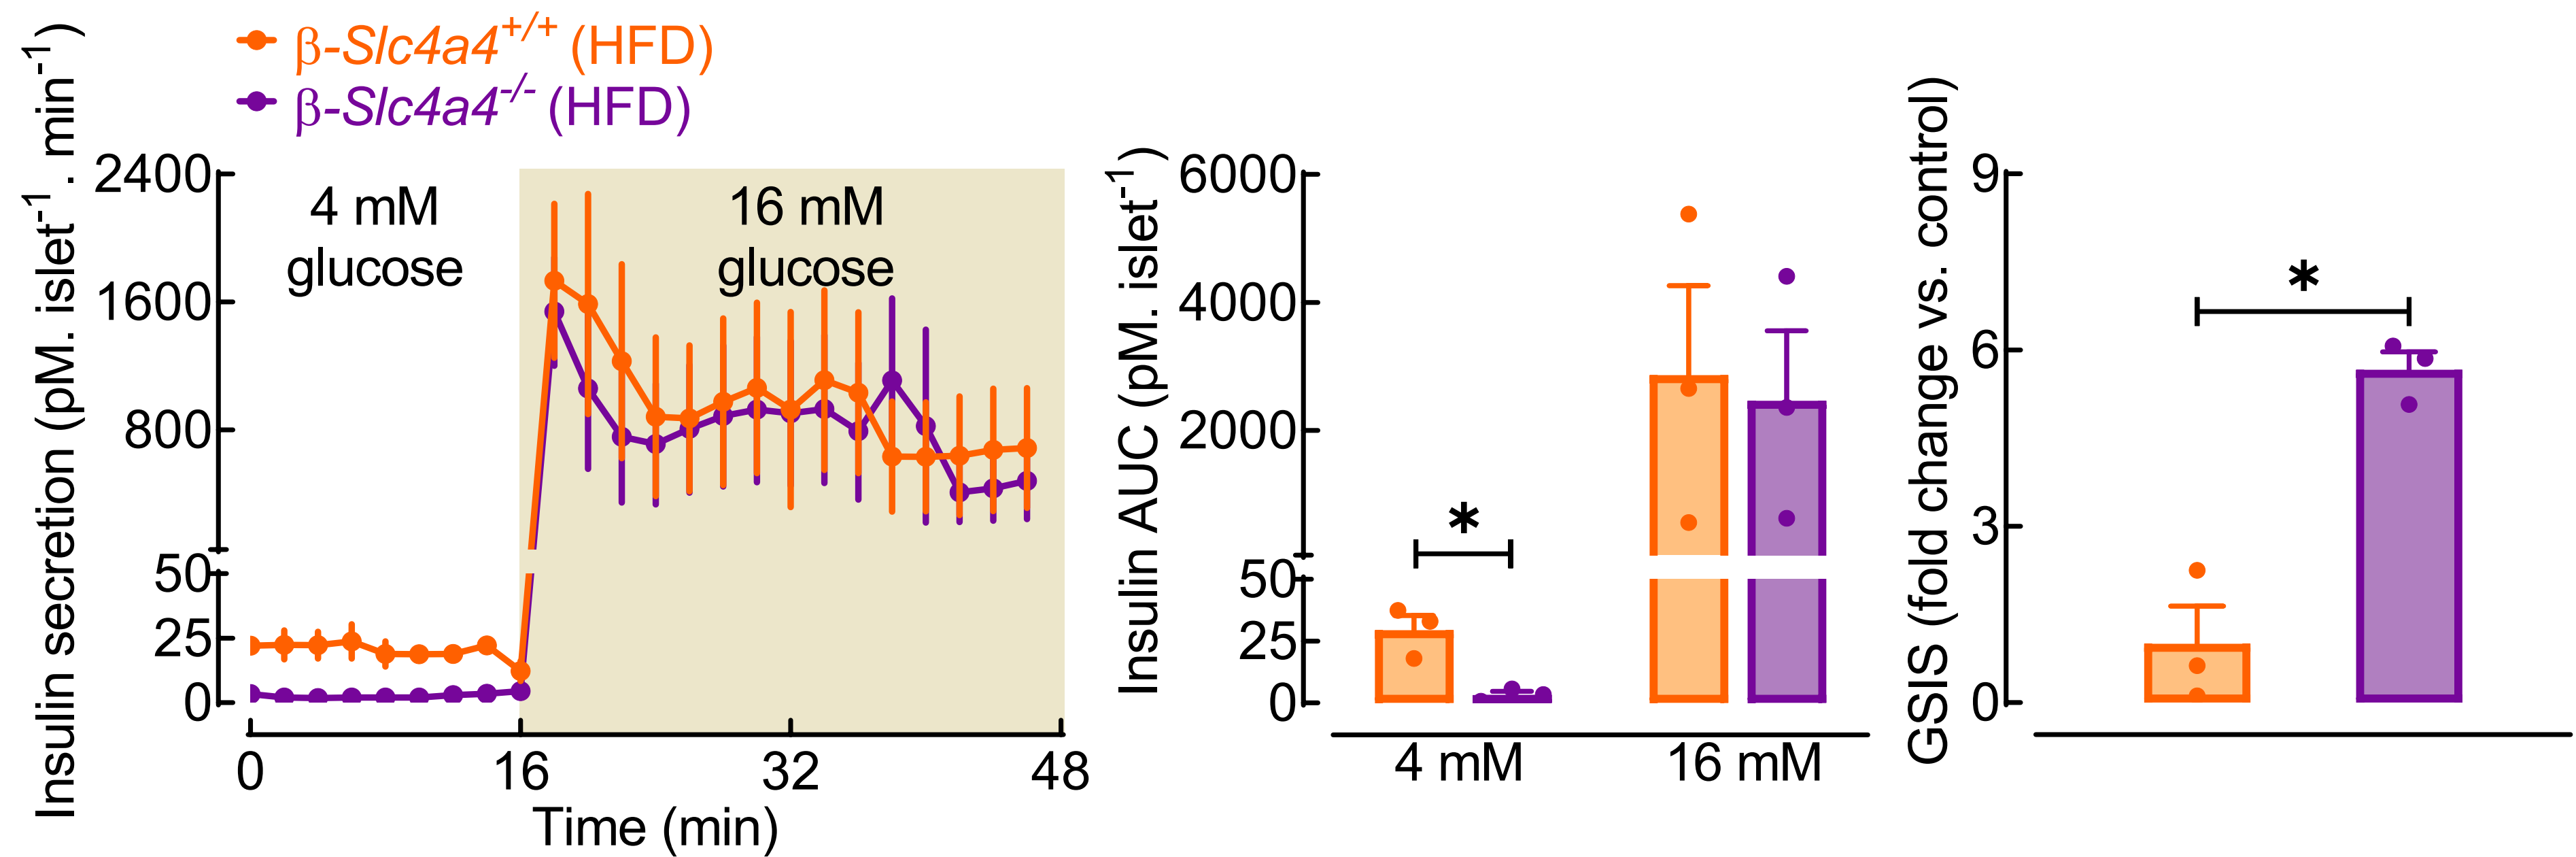 β-Slc4a4+/+ (HFD)
β-Slc4a4-/- (HFD)
Insulin secretion (pM. islet-1 . min-1)
2400
1600
800
50
25
0
4 mM
glucose
16 mM
glucose
0 16 32 48
Time (min)
Insulin AUC (pM. islet-1)
6000
4000
2000
50
25
0
*
4 mM 16 mM
GSIS (fold change vs. control)
9
6
3
0
*